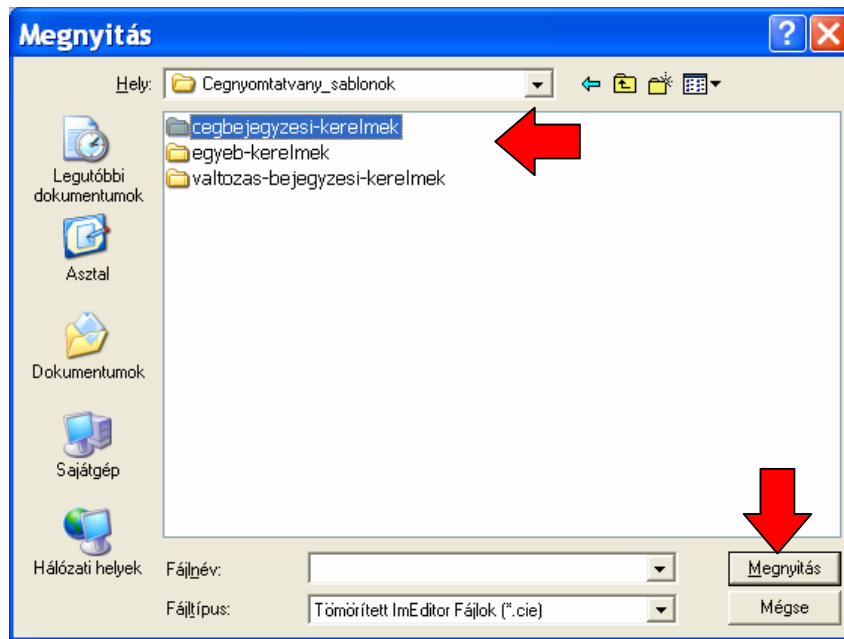 Megnyitás
Hely:
Cegnyomtatvany_sablonok
cegbejegyzesi-kerelmek
egyeb-kerelmek
valtozas-bejegyzesi-kerelmek
Legutóbbi
dokumentumok
Asztal
Dokumentumok
Sajátgép
Hálózati helyek
Fájlnév:
Megnyitás
Fájltípus:
Tömörített ImEditor Fájlok (*.cie)
Mégse